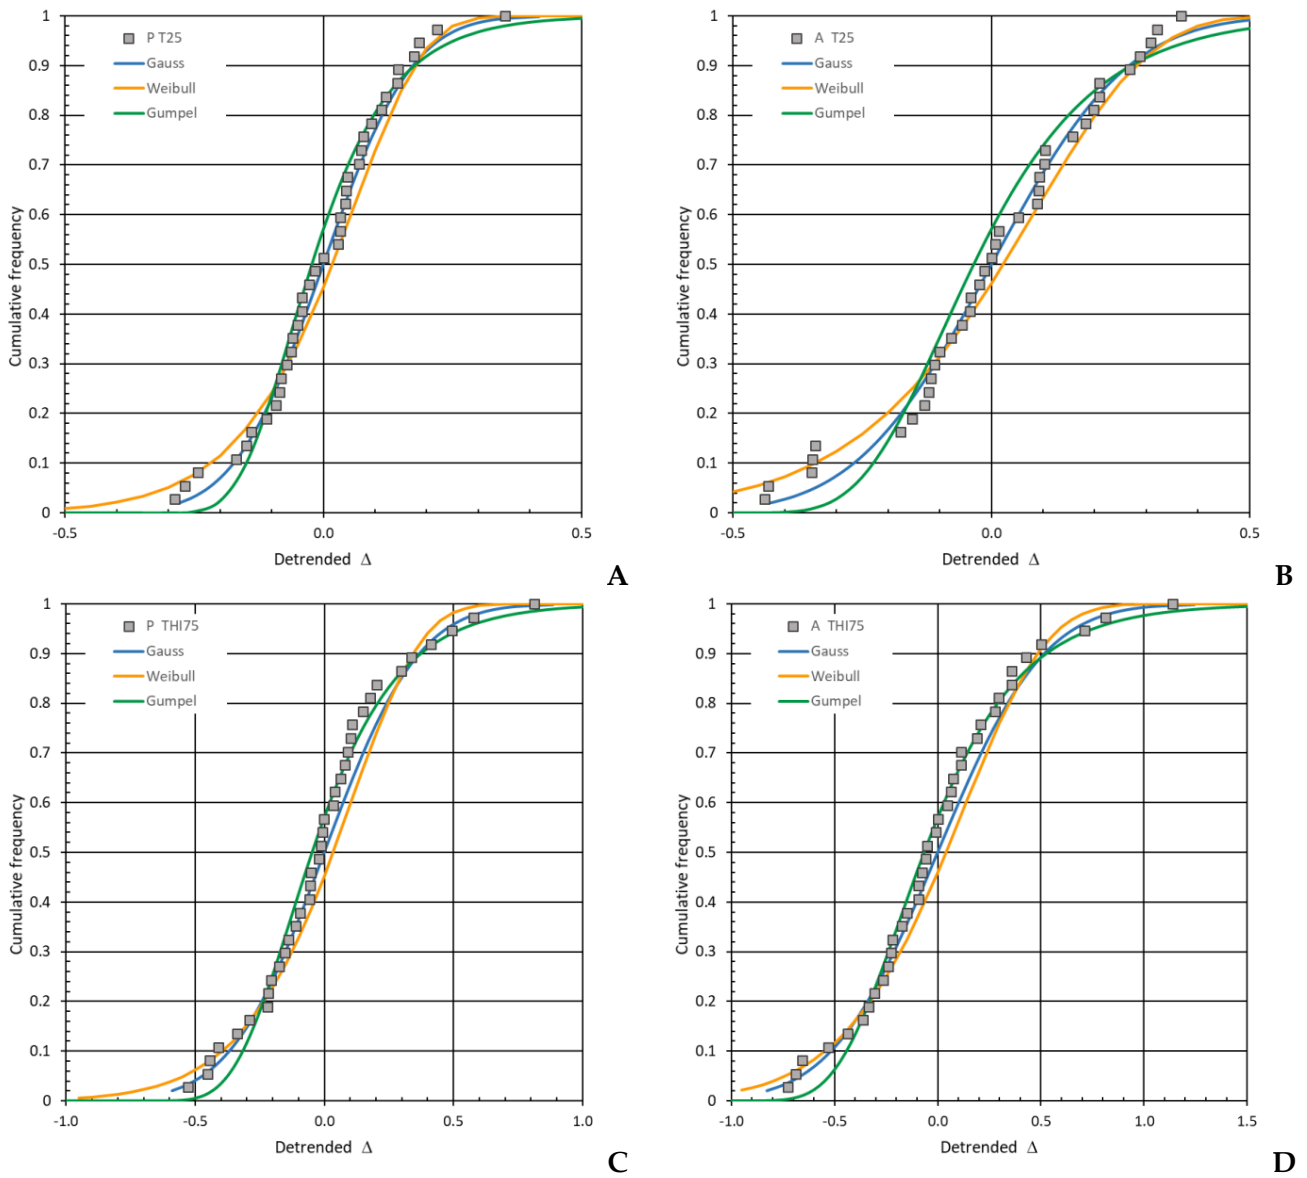 1
0.9
0.8
0.7
0.6
0.5
0.4
0.3
0.2
0.1
0
Cumulative frequency
P T25
Gauss
Weibull
Gumpel
-0.5
0.0
0.5
Detrended Δ
A
1
0.9
0.8
0.7
0.6
0.5
0.4
0.3
0.2
0.1
0
Cumulative frequency
A T25
Gauss
Weibull
Gumpel
-0.5
0.0
0.5
Detrended Δ
B
1
0.9
0.8
0.7
0.6
0.5
0.4
0.3
0.2
0.1
0
Cumulative frequency
P THI75
Gauss
Weibull
Gumpel
-1.0
-0.5
0.0
0.5
1.0
Detrended Δ
C
1
0.9
0.8
0.7
0.6
0.5
0.4
0.3
0.2
0.1
0
Cumulative frequency
A THI75
Gauss
Weibull
Gumpel
-1.0
-0.5
0.0
0.5
1.0
1.5
Detrended Δ
D